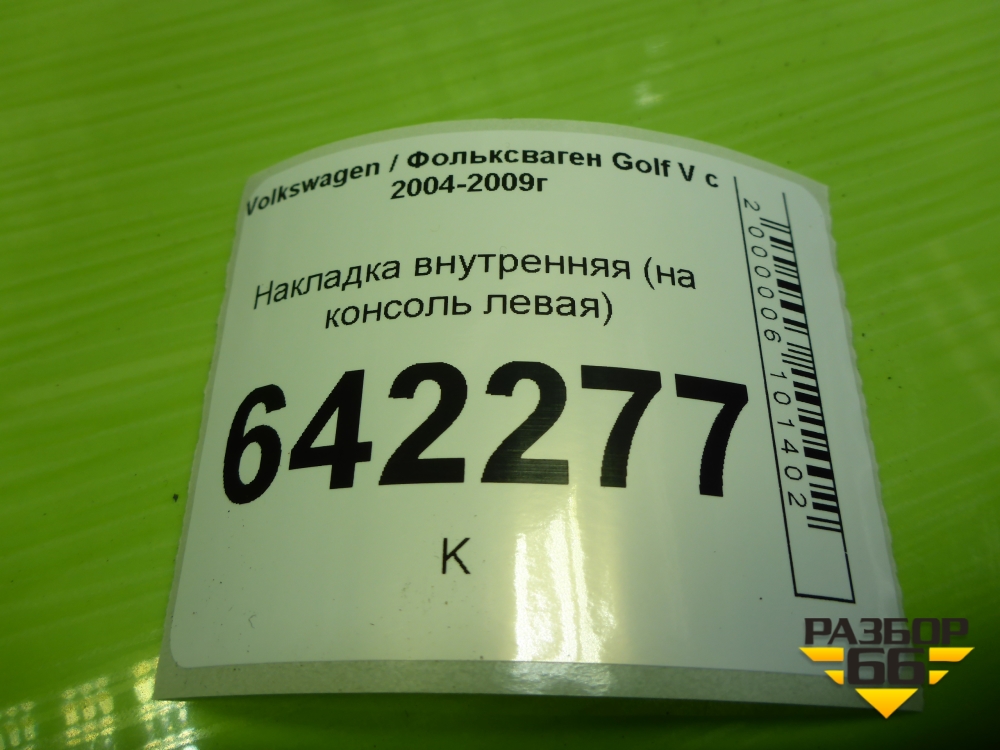 Volkswagen / Фольксваген Golf V с
2004-2009г
Накладка внутренняя (на
консоль левая)
642277
К
2000006101402
РАЗБОР
66